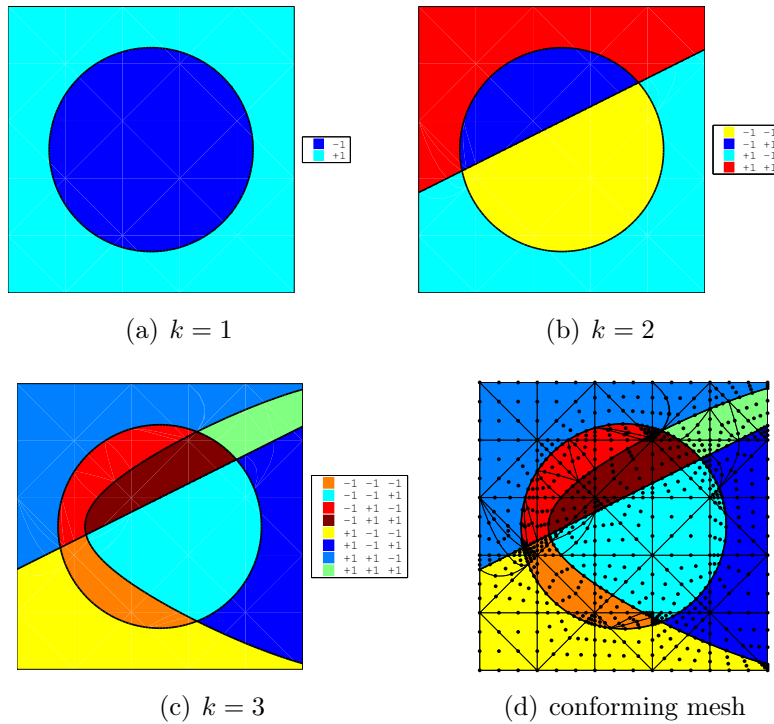 -1
+1
(a) k = 1
-1 -1
-1 +1
+1 -1
+1 +1
(b) k = 2
-1 -1 -1
-1 -1 +1
-1 +1 -1
-1 +1 +1
+1 -1 -1
+1 -1 +1
+1 +1 -1
+1 +1 +1
(c) k = 3
(d) conforming mesh